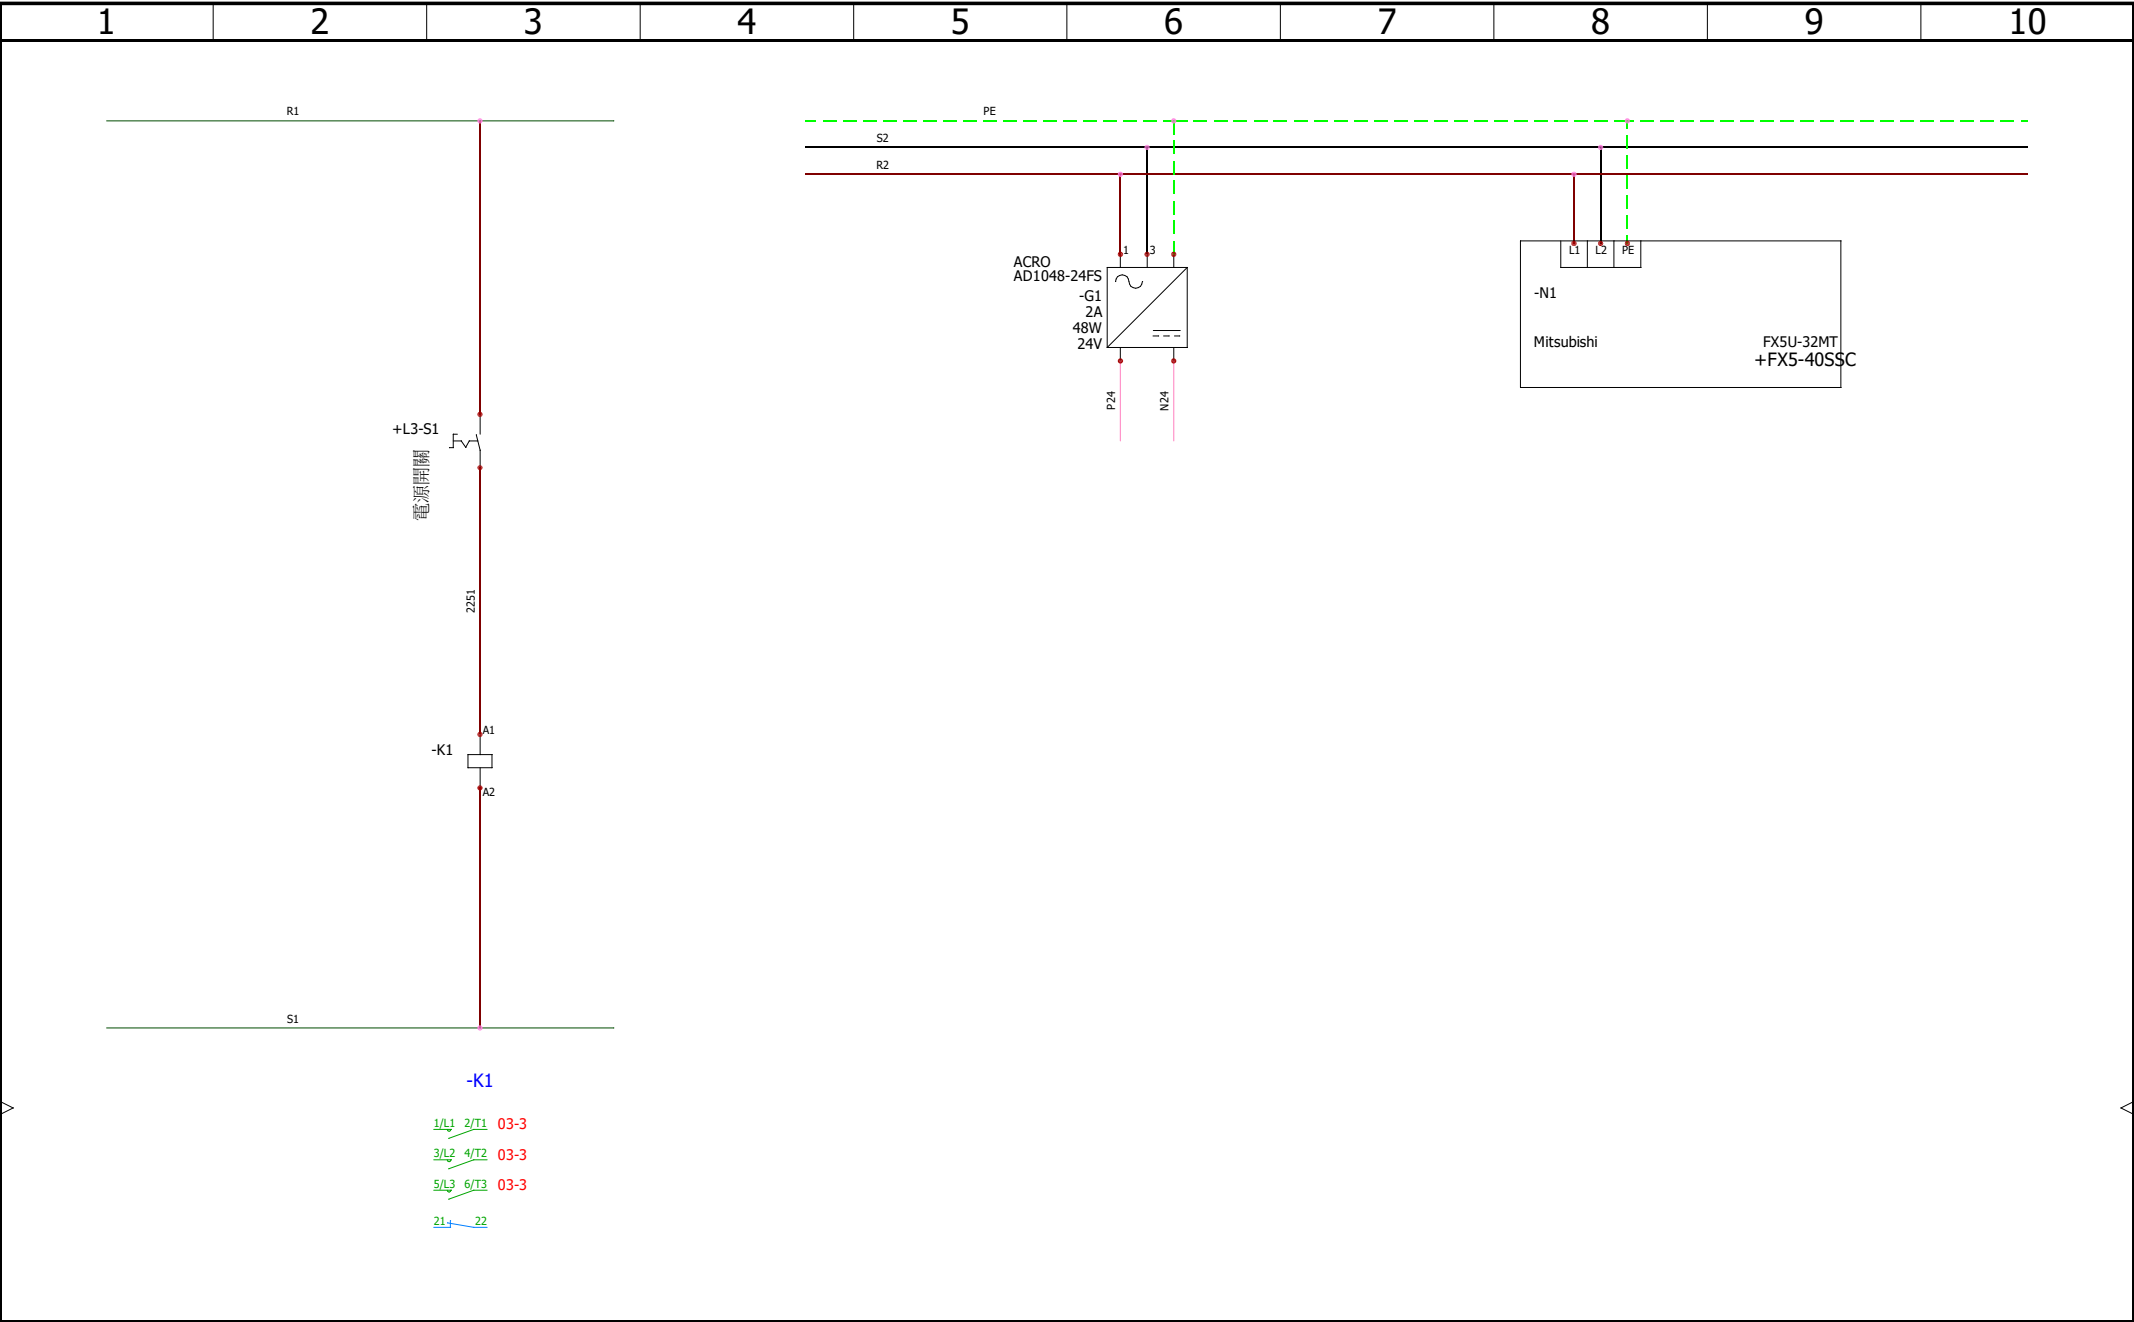 1 2 3 4 5 6 7 8 9 10
R1
PE
S2
R2
ACRO
AD1048-24FS
-G1
2A
48W
24V
1 3
P24
N24
L1 L2 PE
-N1
Mitsubishi
FX5U-32MT
+FX5-40SSC
+L3-S1
電源開關
2251
A1
-K1
A2
S1
-K1
1/L1 2/T1 03-3
3/L2 4/T2 03-3
5/L3 6/T3 03-3
21 22